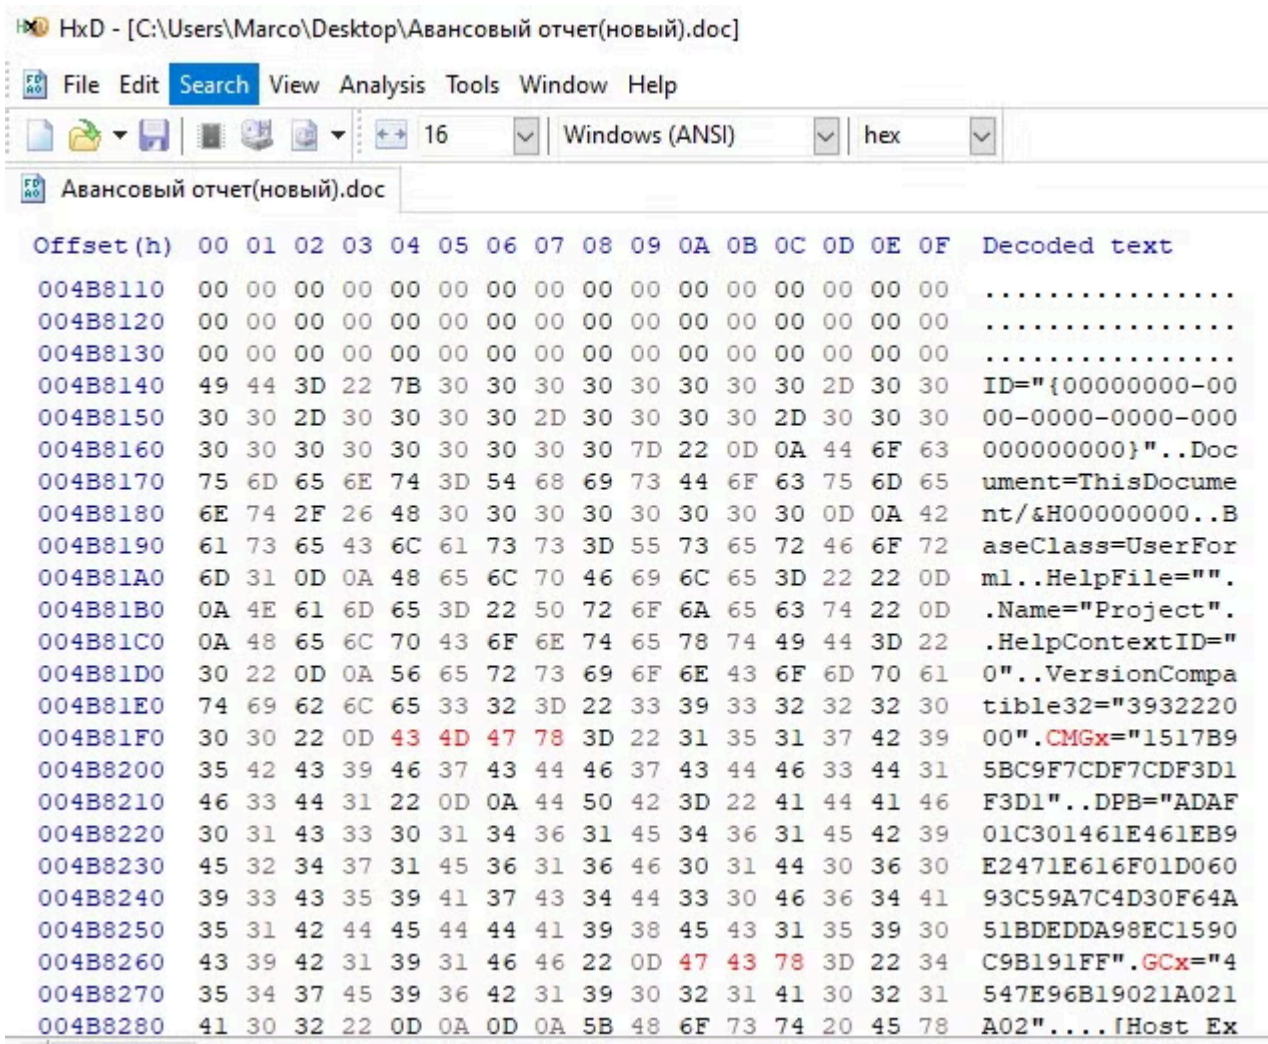 HxD - [C:\Users\Marco\Desktop\Авансовый отчет(новый).doc]
File Edit Search View Analysis Tools Window Help
16 Windows (ANSI) hex
Авансовый отчет(новый).doc
Offset(h) 00 01 02 03 04 05 06 07 08 09 0A 0B 0C 0D 0E 0F Decoded text
004B8110 00 00 00 00 00 00 00 00 00 00 00 00 00 00 00 00 ................
004B8120 00 00 00 00 00 00 00 00 00 00 00 00 00 00 00 00 ................
004B8130 00 00 00 00 00 00 00 00 00 00 00 00 00 00 00 00 ................
004B8140 49 44 3D 22 7B 30 30 30 30 30 30 30 30 2D 30 30 ID="{00000000-00
004B8150 30 30 2D 30 30 30 30 2D 30 30 30 30 2D 30 30 30 00-0000-0000-000
004B8160 30 30 30 30 30 30 30 30 30 7D 22 0D 0A 44 6F 63 000000000}"..Doc
004B8170 75 6D 65 6E 74 3D 54 68 69 73 44 6F 63 75 6D 65 ument=ThisDocume
004B8180 6E 74 2F 26 48 30 30 30 30 30 30 30 30 0D 0A 42 nt/&H00000000..B
004B8190 61 73 65 43 6C 61 73 73 3D 55 73 65 72 46 6F 72 aseClass=UserFor
004B81A0 6D 31 0D 0A 48 65 6C 70 46 69 6C 65 3D 22 22 0D m1..HelpFile="".
004B81B0 0A 4E 61 6D 65 3D 22 50 72 6F 6A 65 63 74 22 0D .Name="Project".
004B81C0 0A 48 65 6C 70 43 6F 6E 74 65 78 74 49 44 3D 22 .HelpContextID="
004B81D0 30 22 0D 0A 56 65 72 73 69 6F 6E 43 6F 6D 70 61 0"..VersionCompa
004B81E0 74 69 62 6C 65 33 32 3D 22 33 39 33 32 32 32 30 tible32="3932220
004B81F0 30 30 22 0D 43 4D 47 78 3D 22 31 35 31 37 42 39 00".CMGx="1517B9
004B8200 35 42 43 39 46 37 43 44 46 37 43 44 46 33 44 31 5BC9F7CDF7CDF3D1
004B8210 46 33 44 31 22 0D 0A 44 50 42 3D 22 41 44 41 46 F3D1"..DPB="ADAF
004B8220 30 31 43 33 30 31 34 36 31 45 34 36 31 45 42 39 01C301461E461EB9
004B8230 45 32 34 37 31 45 36 31 36 46 30 31 44 30 36 30 E2471E616F01D060
004B8240 39 33 43 35 39 41 37 43 34 44 33 30 46 36 34 41 93C59A7C4D30F64A
004B8250 35 31 42 44 45 44 44 41 39 38 45 43 31 35 39 30 51BDEDDA98EC1590
004B8260 43 39 42 31 39 31 46 46 22 0D 47 43 78 3D 22 34 C9B191FF".GCx="4
004B8270 35 34 37 45 39 36 42 31 39 30 32 31 41 30 32 31 547E96B19021A021
004B8280 41 30 32 22 0D 0A 0D 0A 5B 48 6F 73 74 20 45 78 A02"....[Host Ex